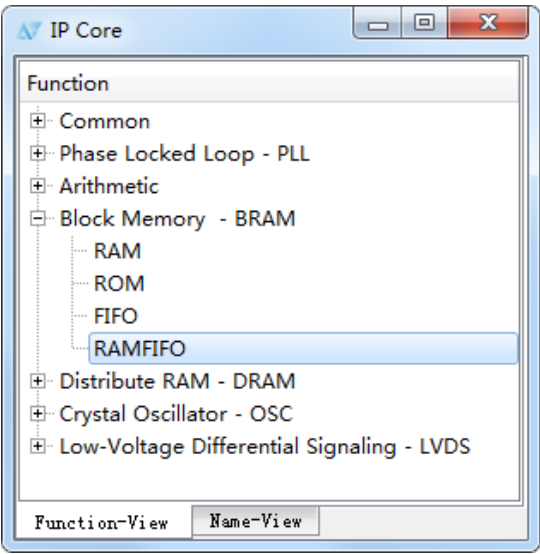 IP Core
Function
Common
Phase Locked Loop - PLL
Arithmetic
Block Memory  - BRAM
RAM
ROM
FIFO
RAMFIFO
Distribute RAM - DRAM
Crystal Oscillator - OSC
Low-Voltage Differential Signaling - LVDS
Function-View Name-View